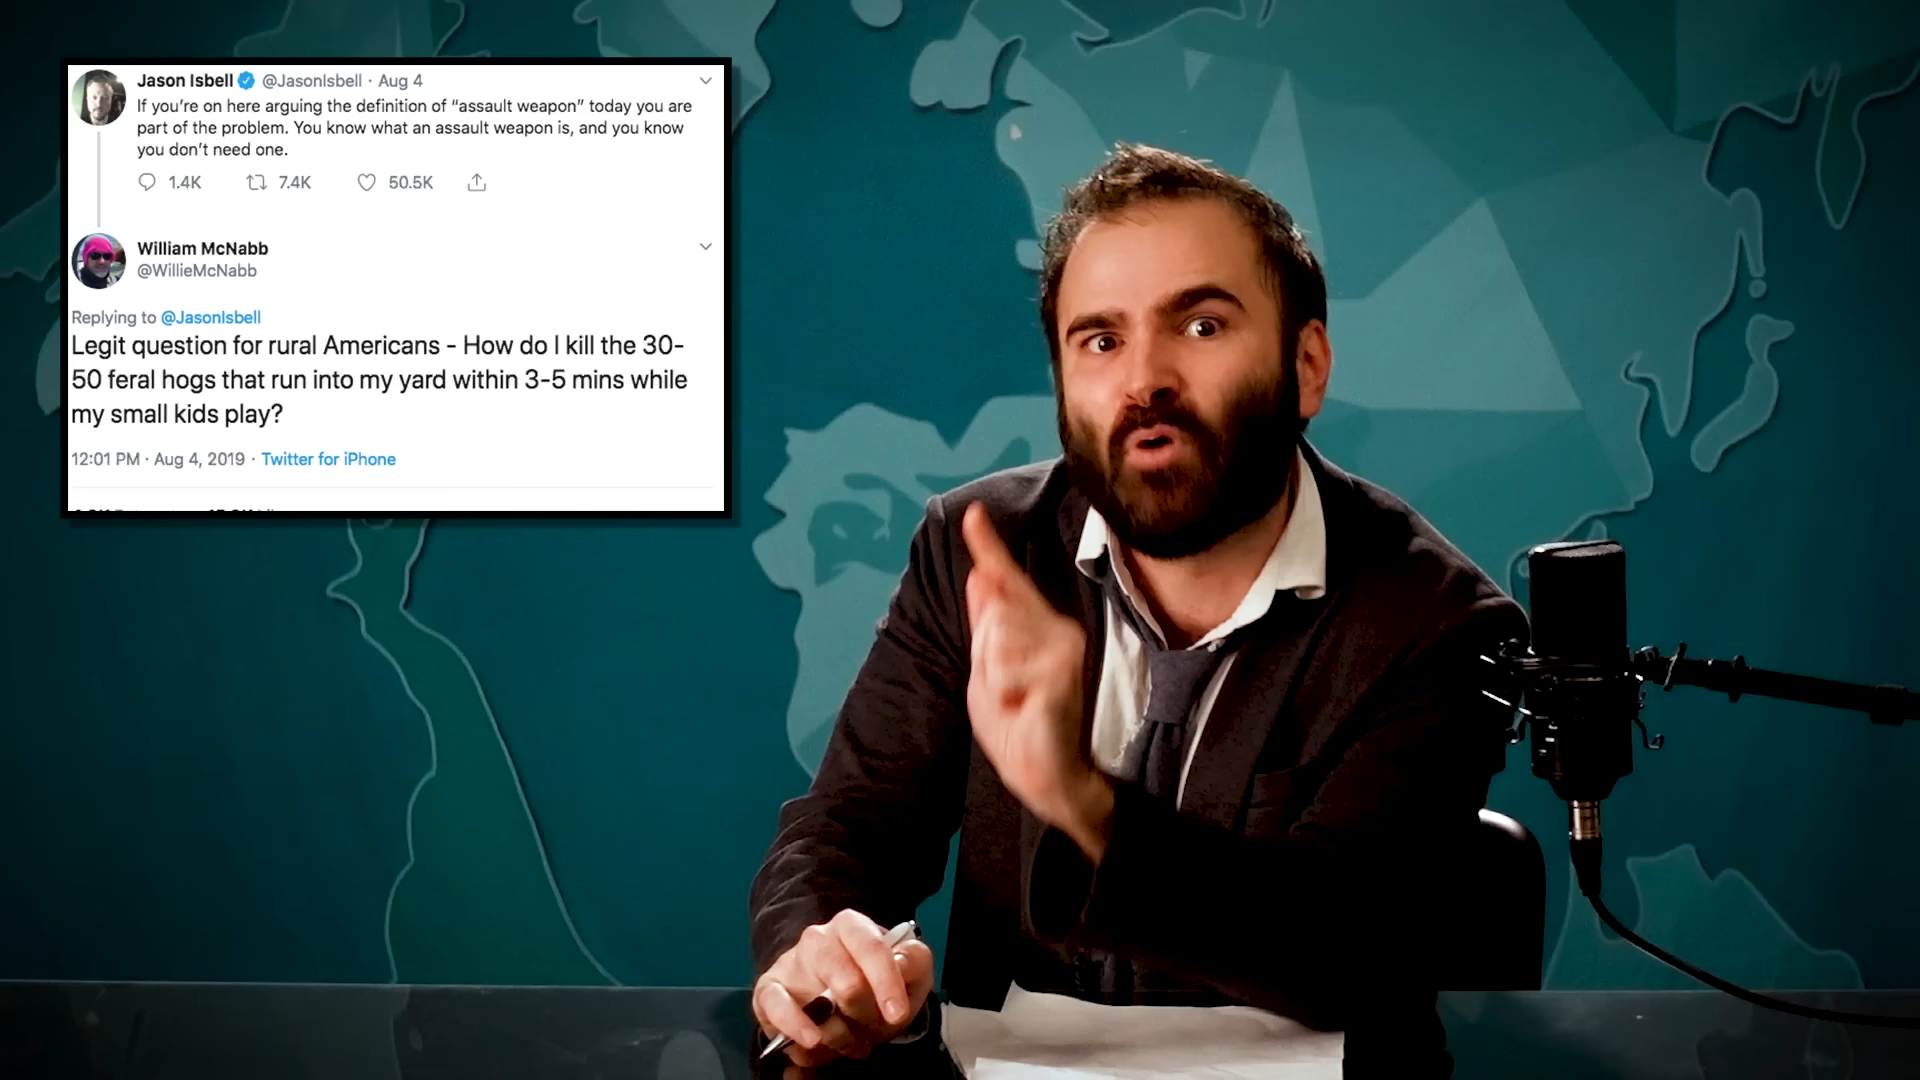 Jason Isbell @JasonIsbell · Aug 4
If you’re on here arguing the definition of “assault weapon” today you are
part of the problem. You know what an assault weapon is, and you know
you don’t need one.
1.4K 7.4K 50.5K
William McNabb
@WillieMcNabb
Replying to @JasonIsbell
Legit question for rural Americans - How do I kill the 30-
50 feral hogs that run into my yard within 3-5 mins while
my small kids play?
12:01 PM · Aug 4, 2019 · Twitter for iPhone